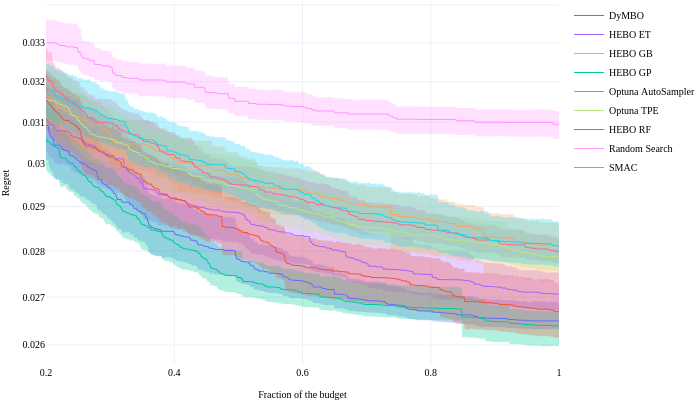 0.033
0.032
0.031
0.03
0.029
0.028
0.027
0.026
Regret
0.2
0.4
0.6
0.8
1
Fraction of the budget
DyMBO
HEBO ET
HEBO GB
HEBO GP
Optuna AutoSampler
Optuna TPE
HEBO RF
Random Search
SMAC